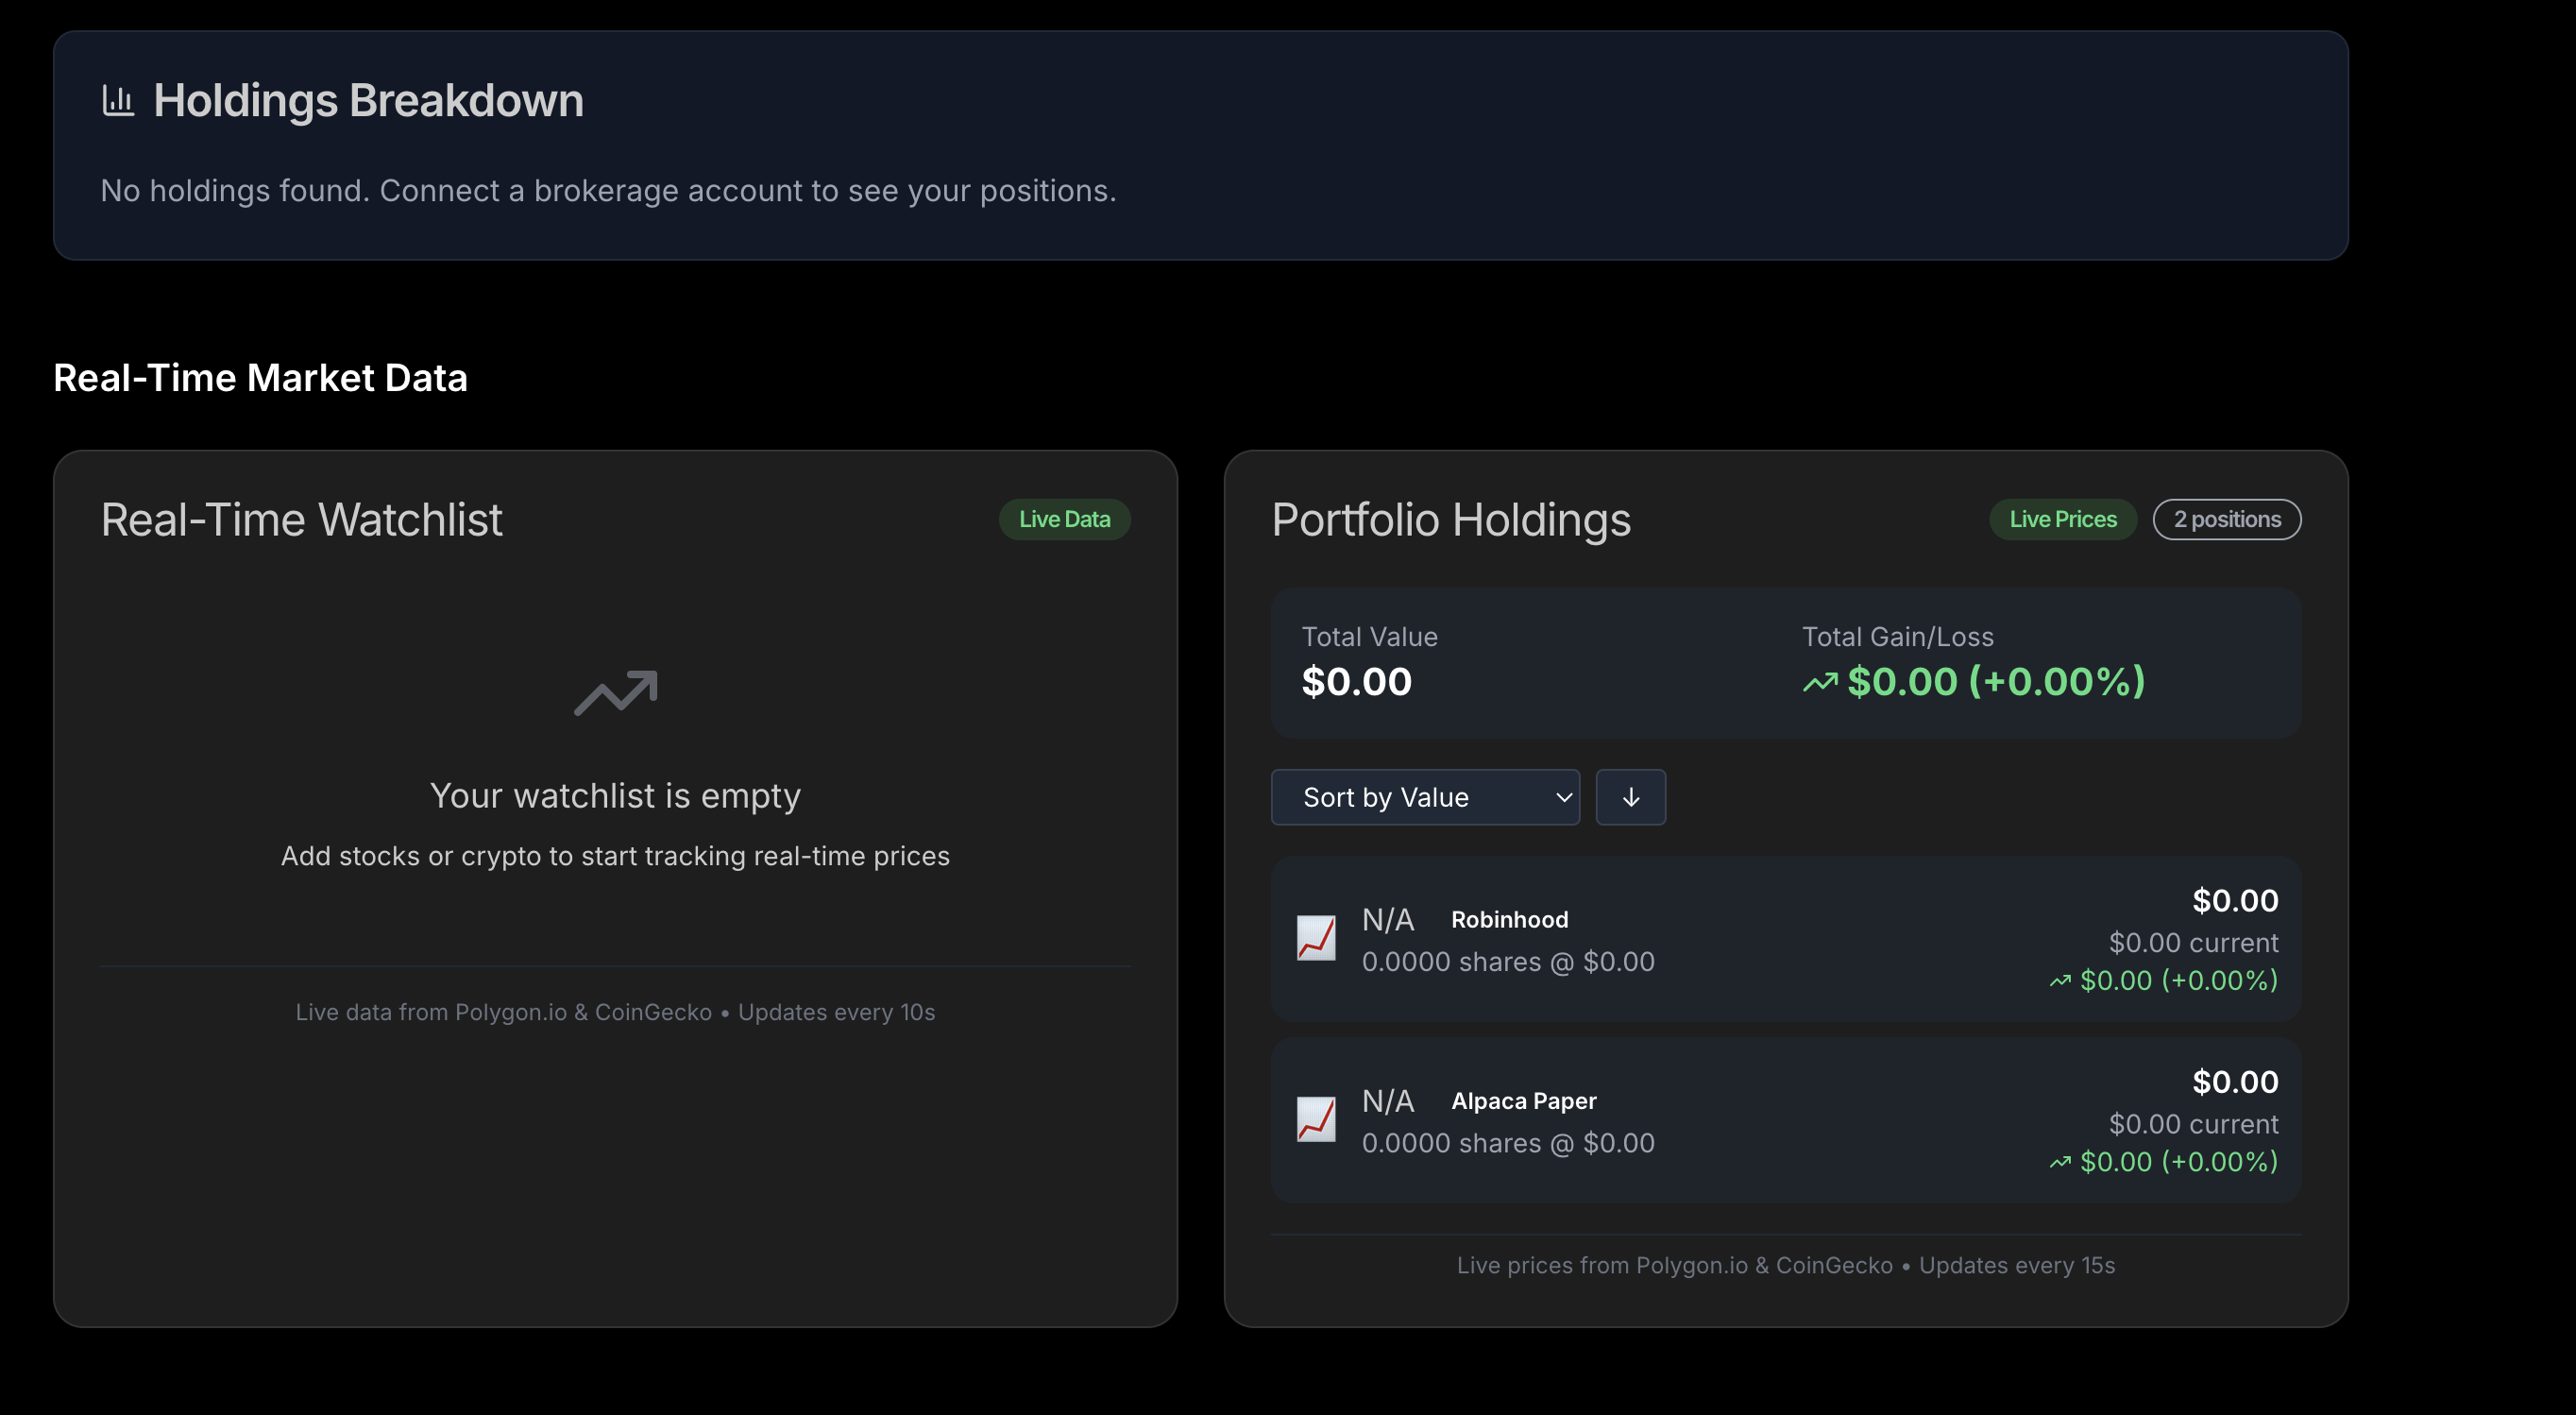 Holdings Breakdown
No holdings found. Connect a brokerage account to see your positions.
Real-Time Market Data
Real-Time Watchlist
Live Data
Your watchlist is empty
Add stocks or crypto to start tracking real-time prices
Live data from Polygon.io & CoinGecko • Updates every 10s
Portfolio Holdings
Live Prices
2 positions
Total Value
$0.00
Total Gain/Loss
$0.00 (+0.00%)
Sort by Value
N/A Robinhood
0.0000 shares @ $0.00
$0.00
$0.00 current
$0.00 (+0.00%)
N/A Alpaca Paper
0.0000 shares @ $0.00
$0.00
$0.00 current
$0.00 (+0.00%)
Live prices from Polygon.io & CoinGecko • Updates every 15s